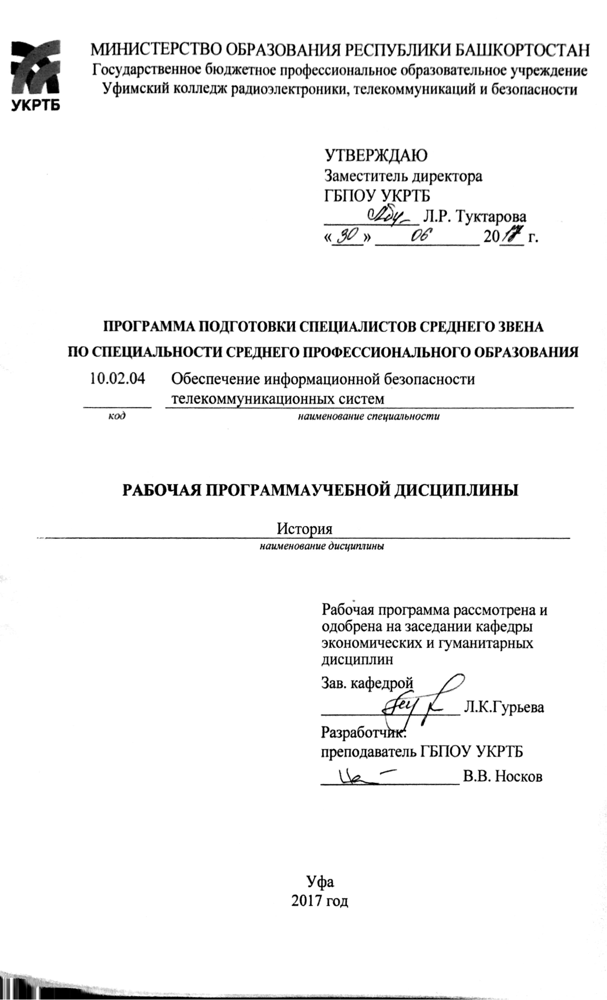 МИНИСТЕРСТВО ОБРАЗОВАНИЯ РЕСПУБЛИКИ БАШКОРТОСТАН
Государственное бюджетное профессиональное образовательное учреждение
Уфимский колледж радиоэлектроники, телекоммуникаций и безопасности
УКРТБ
УТВЕРЖДАЮ
Заместитель директора
ГБПОУ УКРТБ
Л.Р. Туктарова
«30» 06 2017 г.
ПРОГРАММА ПОДГОТОВКИ СПЕЦИАЛИСТОВ СРЕДНЕГО ЗВЕНА
ПО СПЕЦИАЛЬНОСТИ СРЕДНЕГО ПРОФЕССИОНАЛЬНОГО ОБРАЗОВАНИЯ
10.02.04 Обеспечение информационной безопасности
телекоммуникационных систем
код наименование специальности
РАБОЧАЯ ПРОГРАММАУЧЕБНОЙ ДИСЦИПЛИНЫ
История
наименование дисциплины
Рабочая программа рассмотрена и
одобрена на заседании кафедры
экономических и гуманитарных
дисциплин
Зав. кафедрой
Л.К.Гурьева
Разработчик:
преподаватель ГБПОУ УКРТБ
В.В. Носков
Уфа
2017 год